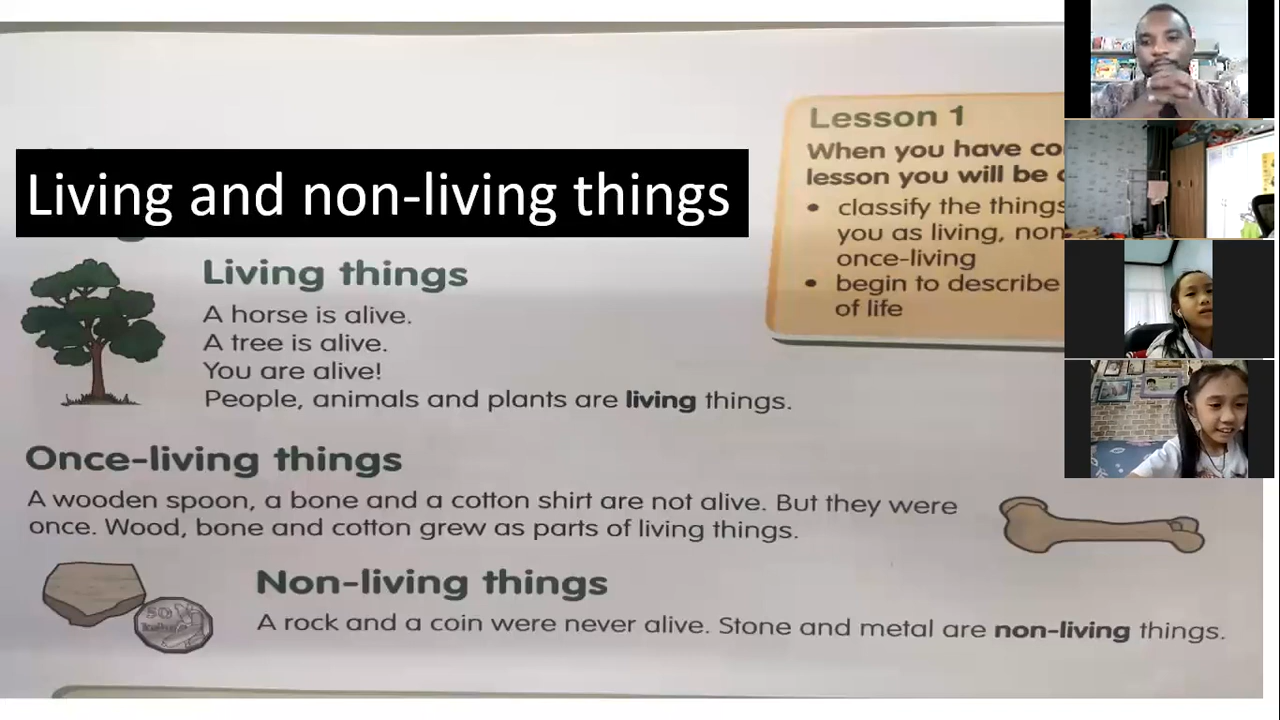 Living and non-living things
Lesson 1
When you have
lesson you will be
• classify the things
you as living,
once-living
• begin to describe
of life
Living things
A horse is alive.
A tree is alive.
You are alive!
People, animals and plants are living things.
Once-living things
A wooden spoon, a bone and a cotton shirt are not alive. But they were
once. Wood, bone and cotton grew as parts of living things.
50
Non-living things
A rock and a coin were never alive. Stone and metal are non-living things.